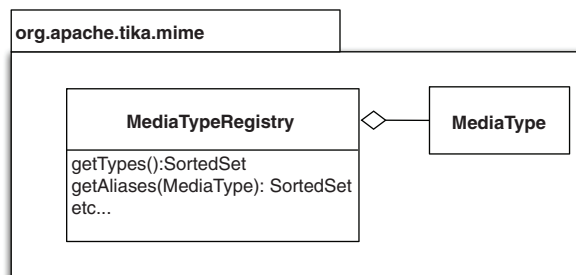 org.apache.tika.mime
MediaTypeRegistry
MediaType
getTypes():SortedSet
getAliases(MediaType): SortedSet
etc...